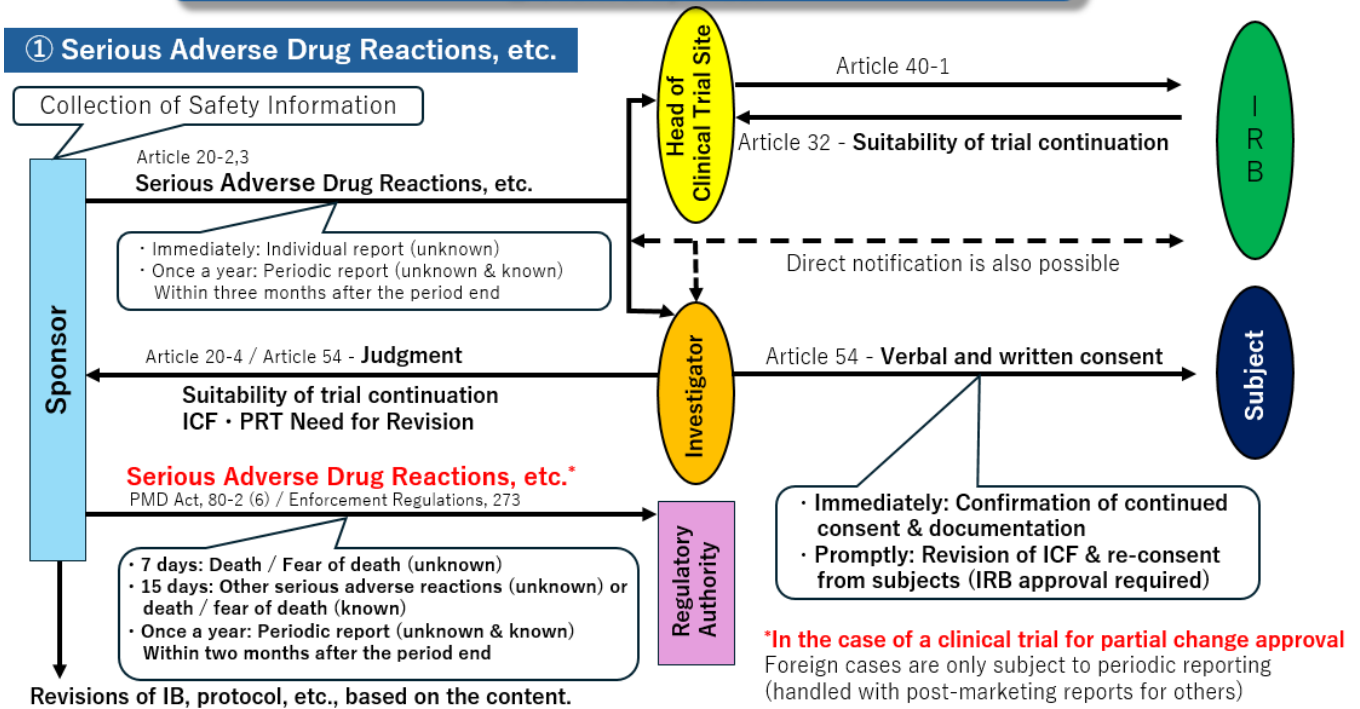 ① Serious Adverse Drug Reactions, etc.
Collection of Safety Information
Sponsor
Article 20-2,3
Serious Adverse Drug Reactions, etc.
・Immediately: Individual report (unknown)
・Once a year: Periodic report (unknown & known)
Within three months after the period end
Head of
Clinical Trial Site
Article 40-1
Article 32 - Suitability of trial continuation
I
R
B
Direct notification is also possible
Article 20-4 / Article 54 - Judgment
Suitability of trial continuation
ICF・PRT Need for Revision
Investigator
Article 54 - Verbal and written consent
Subject
・Immediately: Confirmation of continued
consent & documentation
・Promptly: Revision of ICF & re-consent
from subjects (IRB approval required)
Serious Adverse Drug Reactions, etc.*
PMD Act, 80-2 (6) / Enforcement Regulations, 273
・7 days: Death / Fear of death (unknown)
・15 days: Other serious adverse reactions (unknown) or
death / fear of death (known)
・Once a year: Periodic report (unknown & known)
Within two months after the period end
Regulatory
Authority
*In the case of a clinical trial for partial change approval
Foreign cases are only subject to periodic reporting
(handled with post-marketing reports for others)
Revisions of IB, protocol, etc., based on the content.